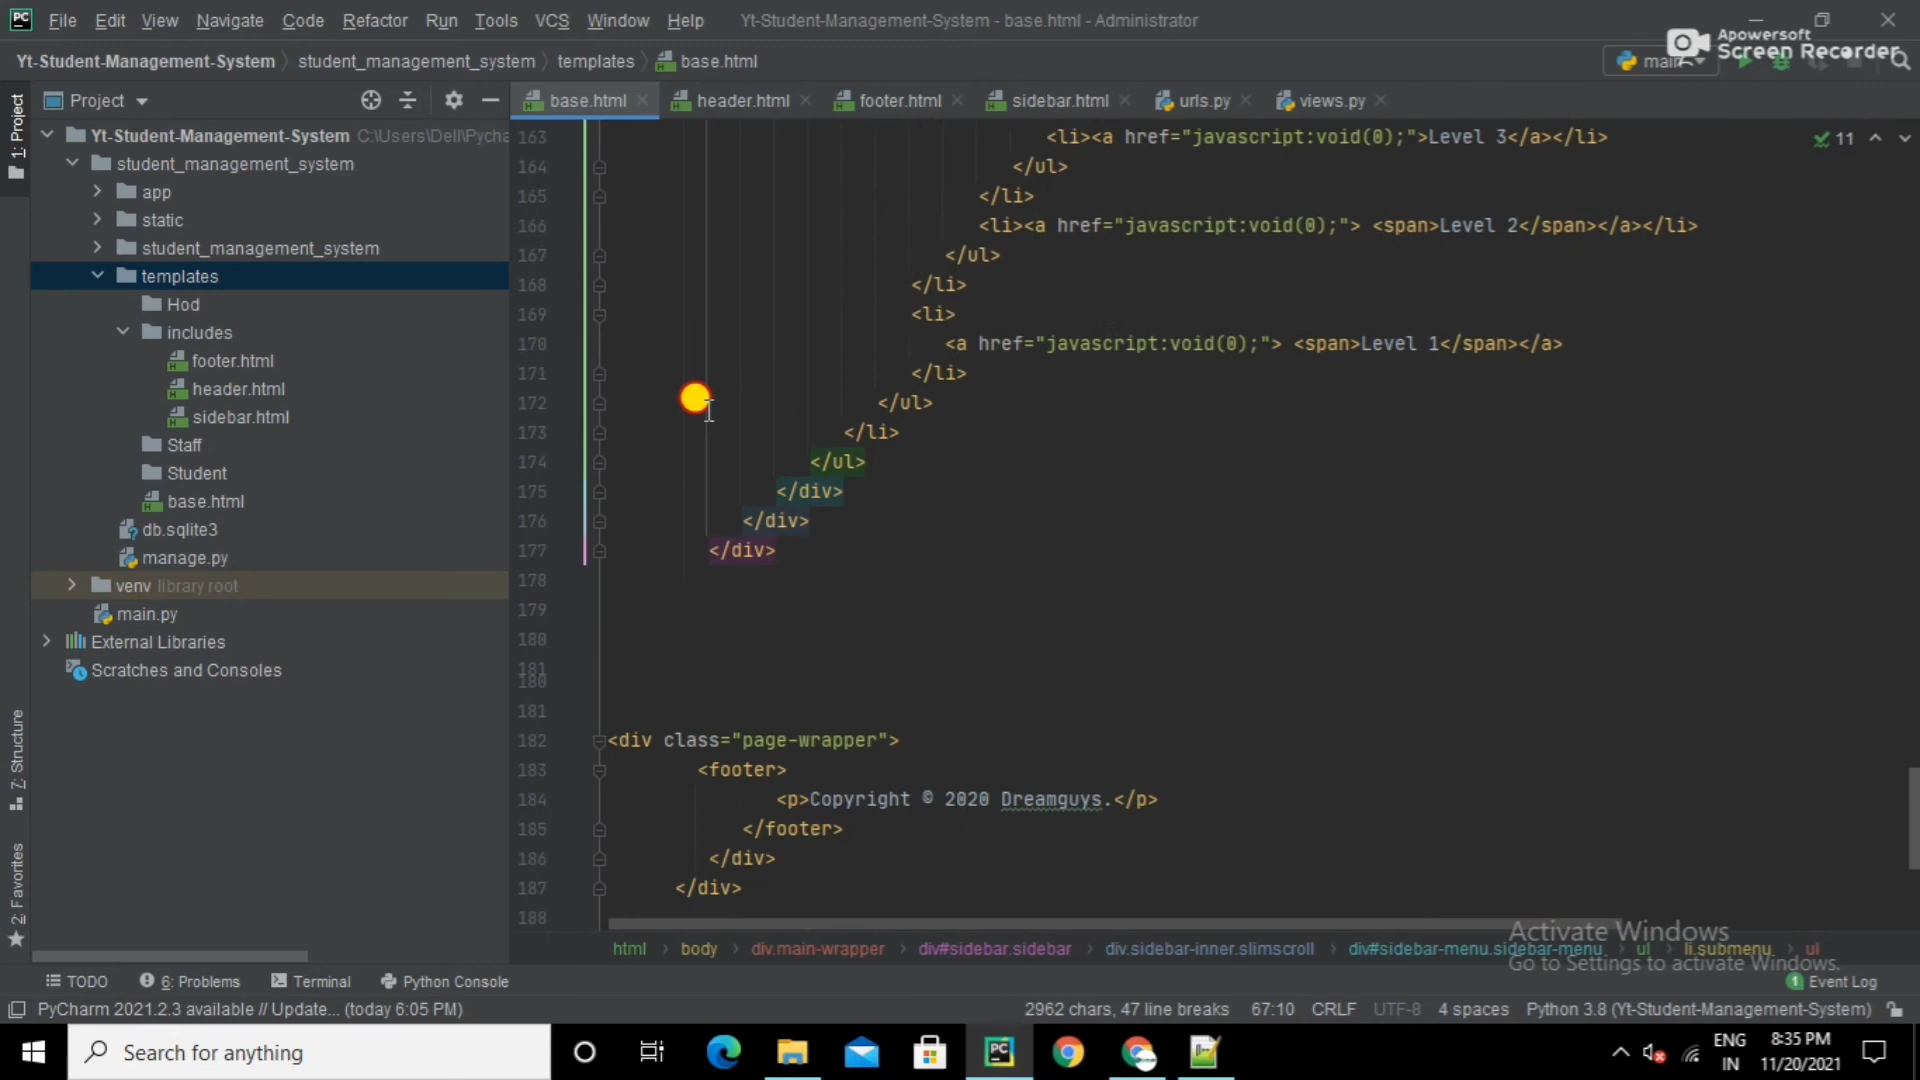 PC File Edit View Navigate Code Refactor Run Tools VCS Window Help Yt-Student-Management-System - base.html - Administrator
Apowersoft
Screen Recorder
Yt-Student-Management-System student_management_system templates base.html main
Project base.html header.html footer.html sidebar.html urls.py views.py
1: Project
Yt-Student-Management-System C:\Users\Dell\Pycha
student_management_system
app
static
student_management_system
templates
Hod
includes
footer.html
header.html
sidebar.html
Staff
Student
base.html
db.sqlite3
manage.py
venv library root
main.py
External Libraries
Scratches and Consoles
7: Structure
2: Favorites
163 <li><a href="javascript:void(0);">Level 3</a></li>
11
164 </ul>
165 </li>
166 <li><a href="javascript:void(0);"> <span>Level 2</span></a></li>
167 </ul>
168 </li>
169 <li>
170 <a href="javascript:void(0);"> <span>Level 1</span></a>
171 </li>
172 </ul>
173 </li>
174 </ul>
175 </div>
176 </div>
177 </div>
178
179
180
181
180
181
182 <div class="page-wrapper">
183 <footer>
184 <p>Copyright © 2020 Dreamguys.</p>
185 </footer>
186 </div>
187 </div>
188
Activate Windows
Go to Settings to activate Windows.
html body div.main-wrapper div#sidebar.sidebar div.sidebar-inner.slimscroll div#sidebar-menu.sidebar-menu ul li.submenu ul
TODO 6: Problems Terminal Python Console 1 Event Log
PyCharm 2021.2.3 available // Update... (today 6:05 PM) 2962 chars, 47 line breaks 67:10 CRLF UTF-8 4 spaces Python 3.8 (Yt-Student-Management-System)
Search for anything
PC
ENG
IN
8:35 PM
11/20/2021